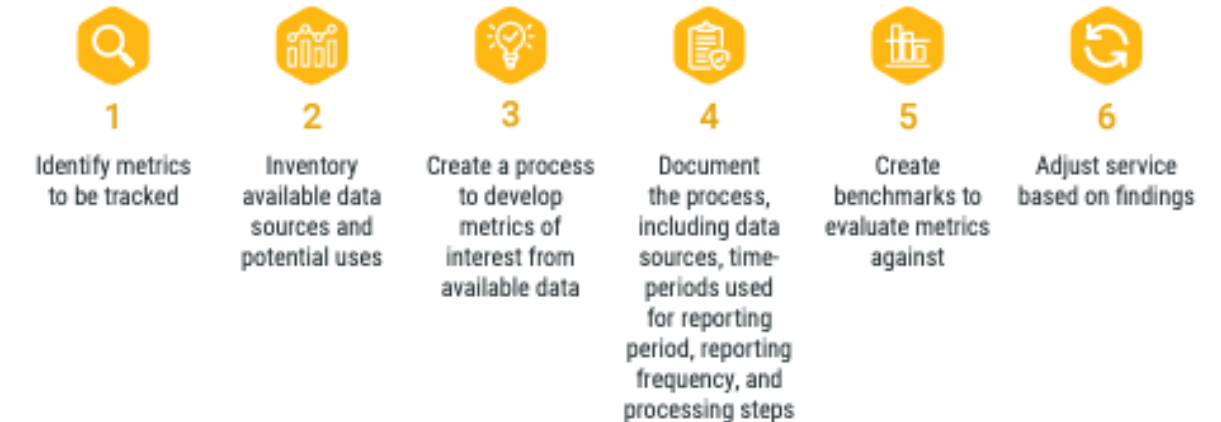 1
Identify metrics
to be tracked
2
Inventory
available data
sources and
potential uses
3
Create a process
to develop
metrics of
interest from
available data
4
Document
the process,
including data
sources, time-
periods used
for reporting
period, reporting
frequency, and
processing steps
5
Create
benchmarks to
evaluate metrics
against
6
Adjust service
based on findings